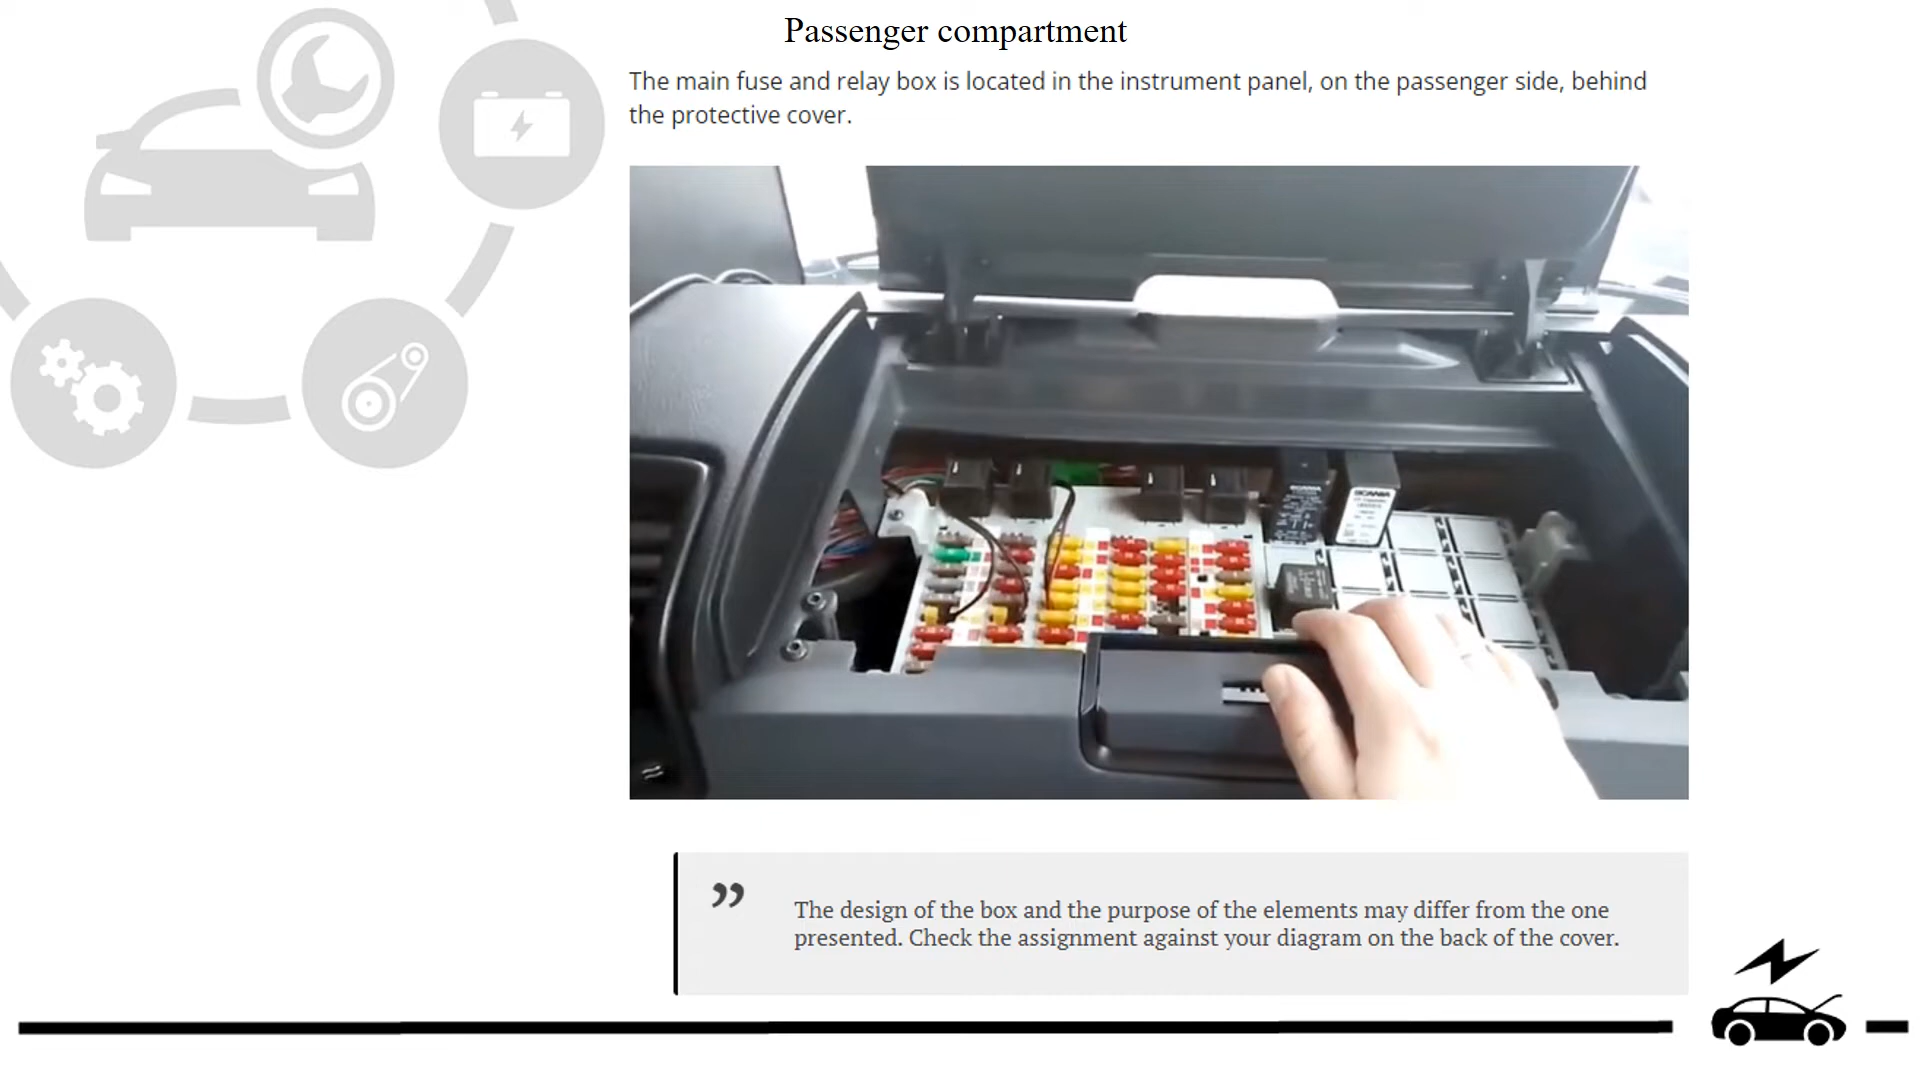 Passenger compartment
The main fuse and relay box is located in the instrument panel, on the passenger side, behind
the protective cover.
SCANIA
SCANIA
”
The design of the box and the purpose of the elements may differ from the one
presented. Check the assignment against your diagram on the back of the cover.